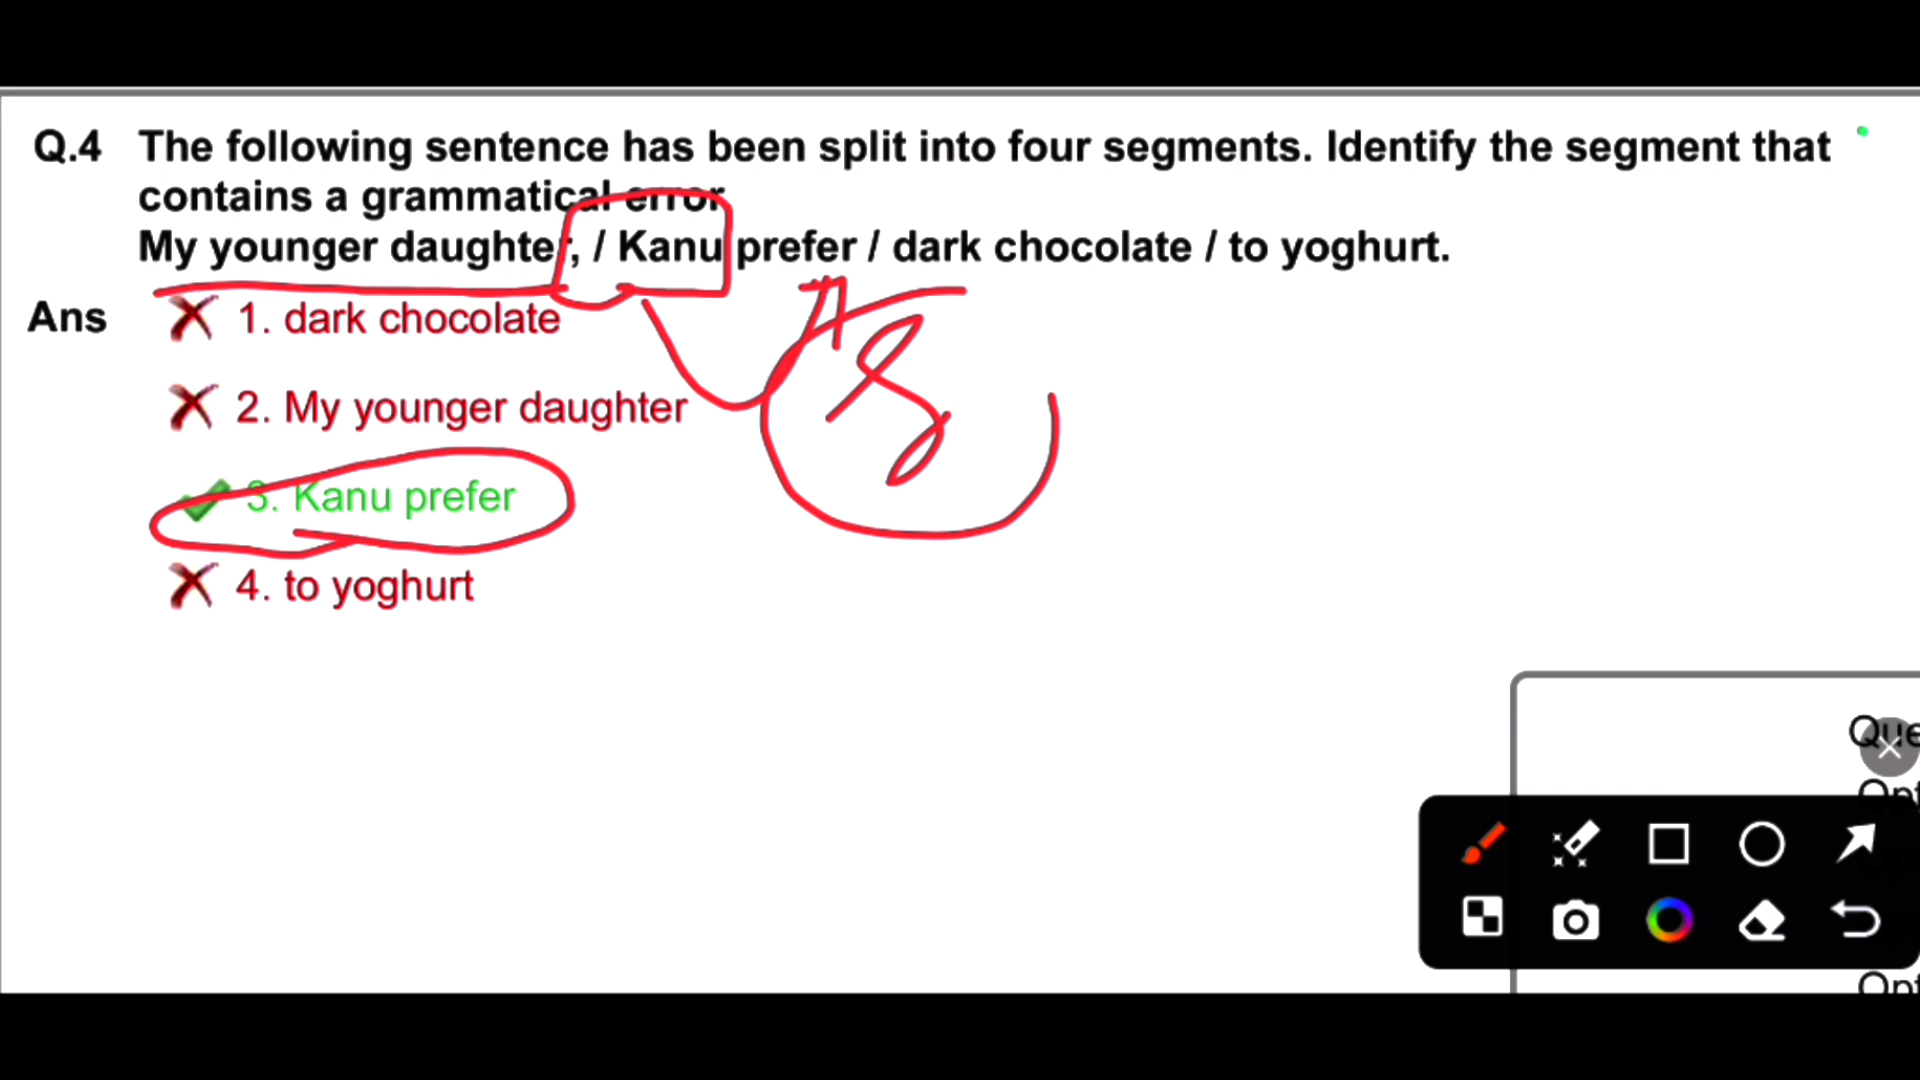 Q.4 The following sentence has been split into four segments. Identify the segment that
contains a grammatical error
My younger daughter, / Kanu prefer / dark chocolate / to yoghurt.
Ans 1. dark chocolate
2. My younger daughter
3. Kanu prefer
4. to yoghurt